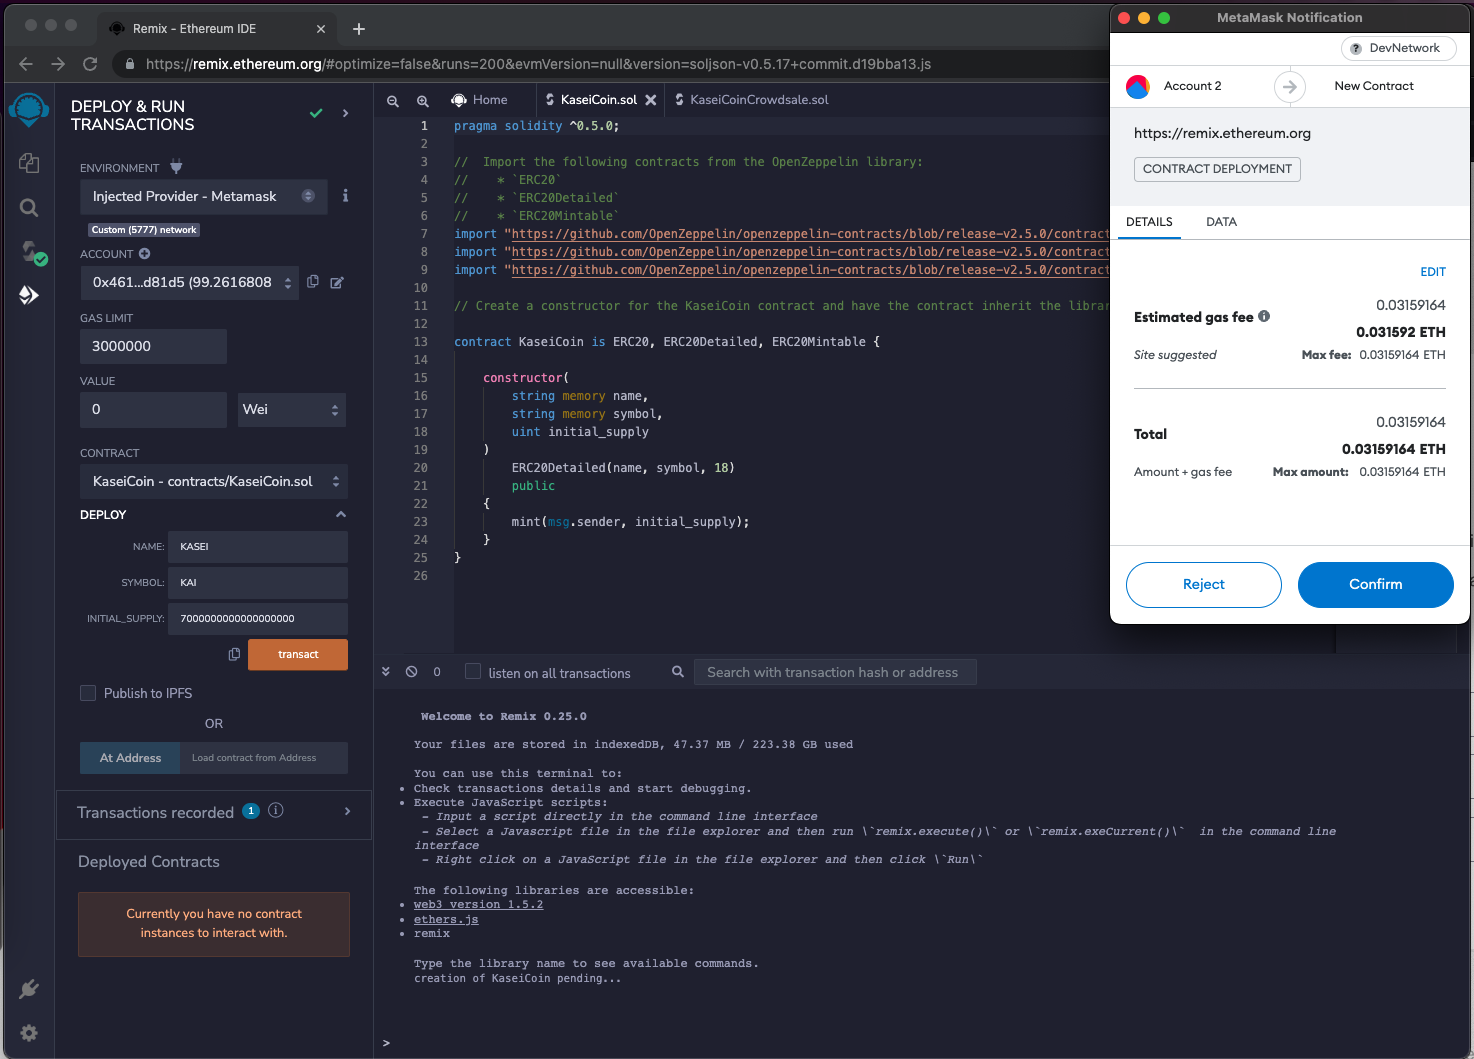 Remix - Ethereum IDE
https://remix.ethereum.org/#optimize=false&runs=200&evmVersion=null&version=soljson-v0.5.17+commit.d19bba13.js
DEPLOY & RUN
TRANSACTIONS
ENVIRONMENT
Injected Provider - Metamask
Custom (5777) network
ACCOUNT
0x461...d81d5 (99.2616808
GAS LIMIT
3000000
VALUE
0
Wei
CONTRACT
KaseiCoin - contracts/KaseiCoin.sol
DEPLOY
NAME: KASEI
SYMBOL: KAI
INITIAL_SUPPLY: 7000000000000000000
transact
Publish to IPFS
OR
At Address
Load contract from Address
Transactions recorded 1
Deployed Contracts
Currently you have no contract
instances to interact with.
Home
KaseiCoin.sol
KaseiCoinCrowdsale.sol
1 pragma solidity ^0.5.0;
2
3 //  Import the following contracts from the OpenZeppelin library:
4 //    * `ERC20`
5 //    * `ERC20Detailed`
6 //    * `ERC20Mintable`
7 import "https://github.com/OpenZeppelin/openzeppelin-contracts/blob/release-v2.5.0/contract
8 import "https://github.com/OpenZeppelin/openzeppelin-contracts/blob/release-v2.5.0/contract
9 import "https://github.com/OpenZeppelin/openzeppelin-contracts/blob/release-v2.5.0/contract
10
11 // Create a constructor for the KaseiCoin contract and have the contract inherit the librar
12
13 contract KaseiCoin is ERC20, ERC20Detailed, ERC20Mintable {
14
15     constructor(
16         string memory name,
17         string memory symbol,
18         uint initial_supply
19     )
20         ERC20Detailed(name, symbol, 18)
21         public
22     {
23         mint(msg.sender, initial_supply);
24     }
25 }
26
0
listen on all transactions
Search with transaction hash or address
Welcome to Remix 0.25.0
Your files are stored in indexedDB, 47.37 MB / 223.38 GB used
You can use this terminal to:
• Check transactions details and start debugging.
• Execute JavaScript scripts:
- Input a script directly in the command line interface
- Select a Javascript file in the file explorer and then run \`remix.execute()\` or \`remix.exeCurrent()\`  in the command line
interface
- Right click on a JavaScript file in the file explorer and then click \`Run\`
The following libraries are accessible:
• web3 version 1.5.2
• ethers.js
• remix
Type the library name to see available commands.
creation of KaseiCoin pending...
>
MetaMask Notification
? DevNetwork
Account 2
New Contract
https://remix.ethereum.org
CONTRACT DEPLOYMENT
DETAILS
DATA
EDIT
0.03159164
Estimated gas fee
0.031592 ETH
Site suggested
Max fee: 0.03159164 ETH
0.03159164
Total
0.03159164 ETH
Amount + gas fee
Max amount: 0.03159164 ETH
Reject
Confirm